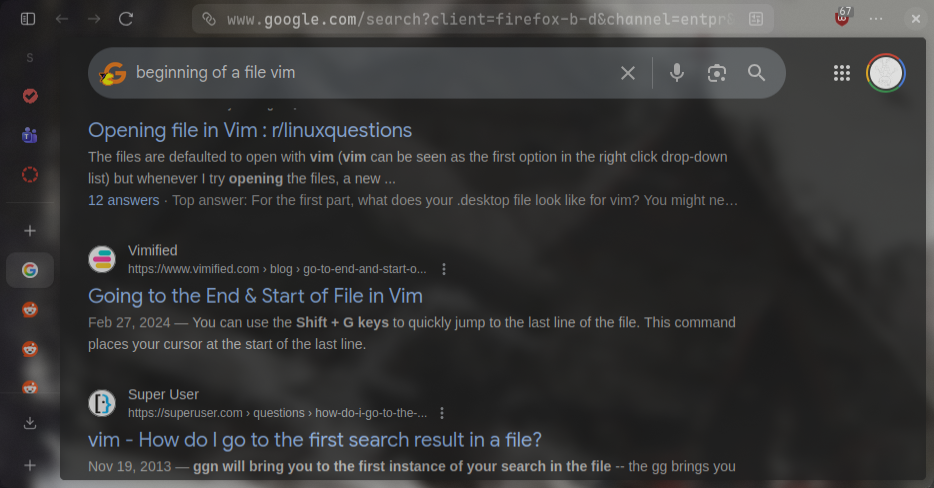 www.google.com/search?client=firefox-b-d&channel=entpr
67
S
beginning of a file vim
Opening file in Vim : r/linuxquestions
The files are defaulted to open with vim (vim can be seen as the first option in the right click drop-down
list) but whenever I try opening the files, a new ...
12 answers · Top answer: For the first part, what does your .desktop file look like for vim? You might ne…
Vimified
https://www.vimified.com › blog › go-to-end-and-start-o...
Going to the End & Start of File in Vim
Feb 27, 2024 — You can use the Shift + G keys to quickly jump to the last line of the file. This command
places your cursor at the start of the last line.
Super User
https://superuser.com › questions › how-do-i-go-to-the-...
vim - How do I go to the first search result in a file?
Nov 19, 2013 — ggn will bring you to the first instance of your search in the file -- the gg brings you